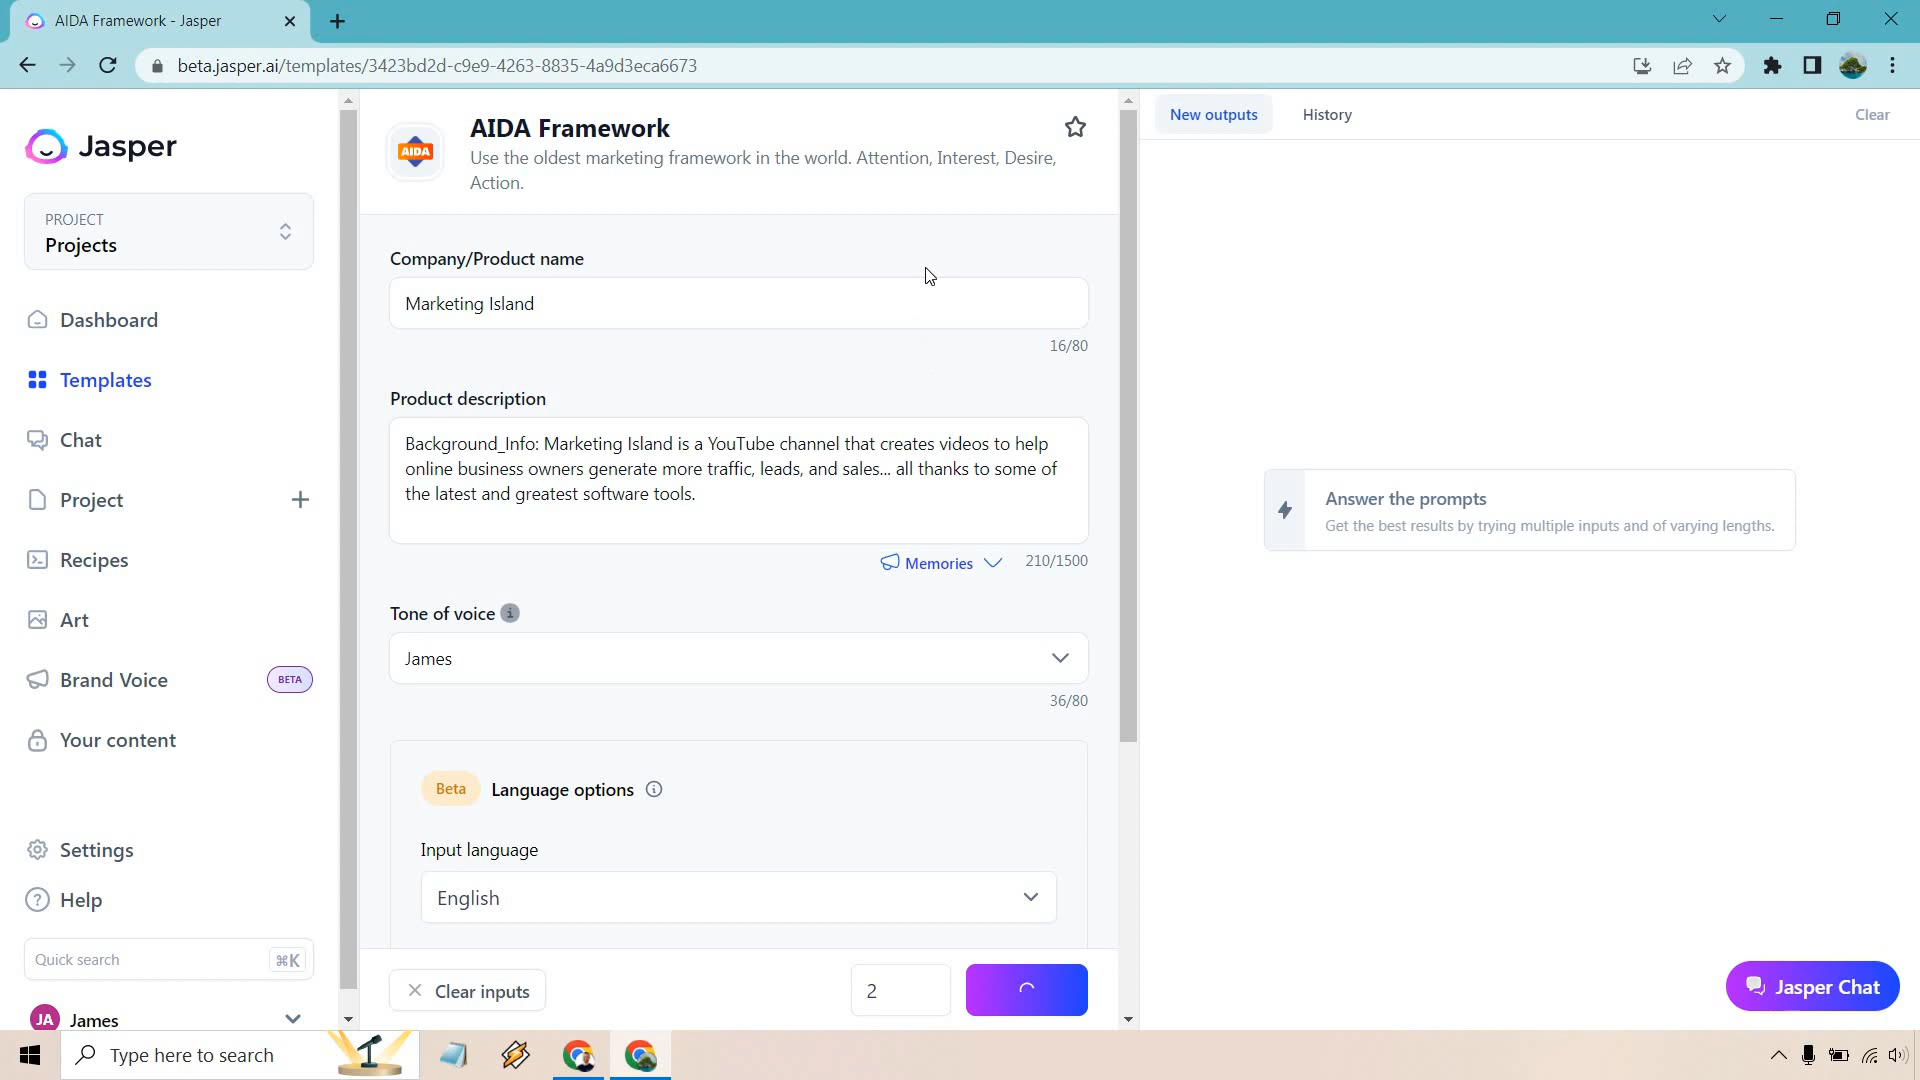 AIDA Framework - Jasper
beta.jasper.ai/templates/3423bd2d-c9e9-4263-8835-4a9d3eca6673
Jasper
PROJECT
Projects
Dashboard
Templates
Chat
Project
Recipes
Art
Brand Voice
BETA
Your content
Settings
Help
Quick search
⌘K
JA
James
AIDA
AIDA Framework
Use the oldest marketing framework in the world. Attention, Interest, Desire,
Action.
Company/Product name
Marketing Island
16/80
Product description
Background_Info: Marketing Island is a YouTube channel that creates videos to help
online business owners generate more traffic, leads, and sales... all thanks to some of
the latest and greatest software tools.
Memories
210/1500
Tone of voice
James
36/80
Beta
Language options
Input language
English
Clear inputs
2
New outputs
History
Clear
Answer the prompts
Get the best results by trying multiple inputs and of varying lengths.
Jasper Chat
Type here to search